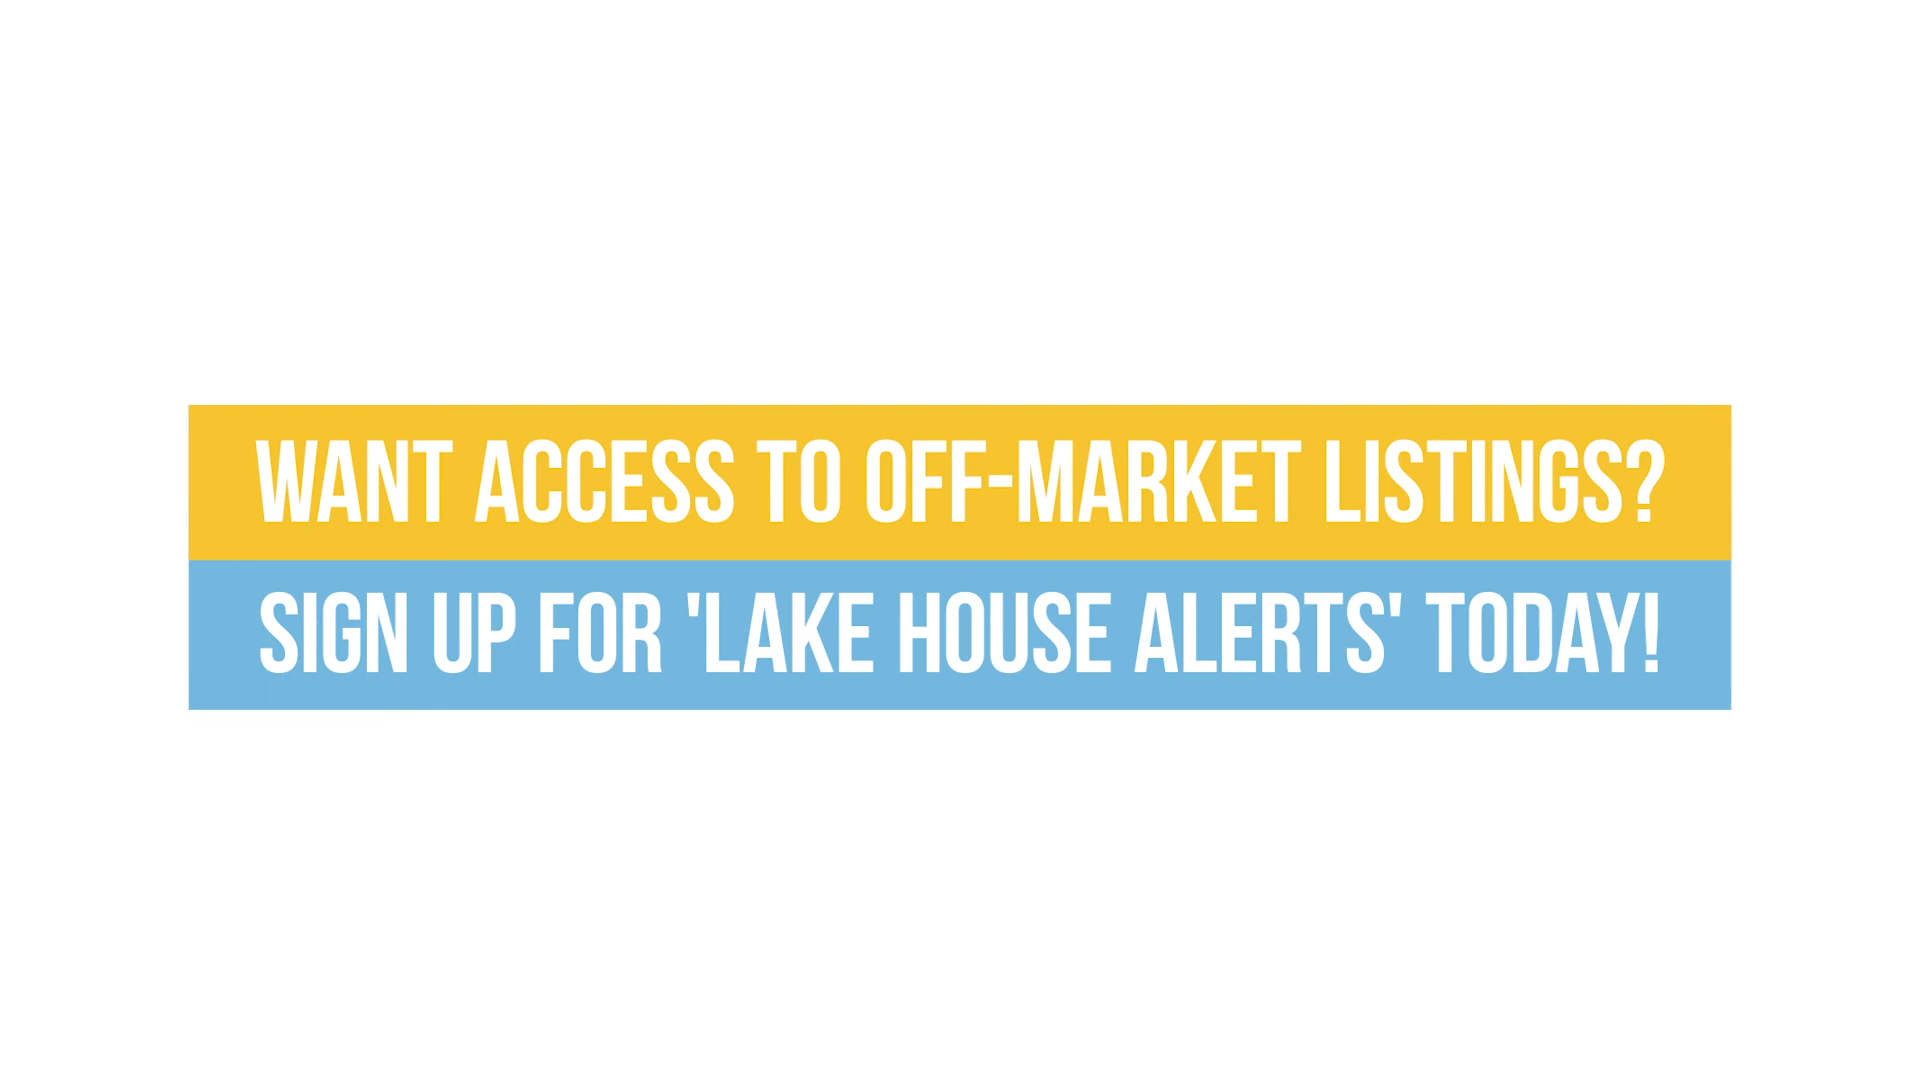 WANT ACCESS TO OFF-MARKET LISTINGS?
SIGN UP FOR 'LAKE HOUSE ALERTS' TODAY!